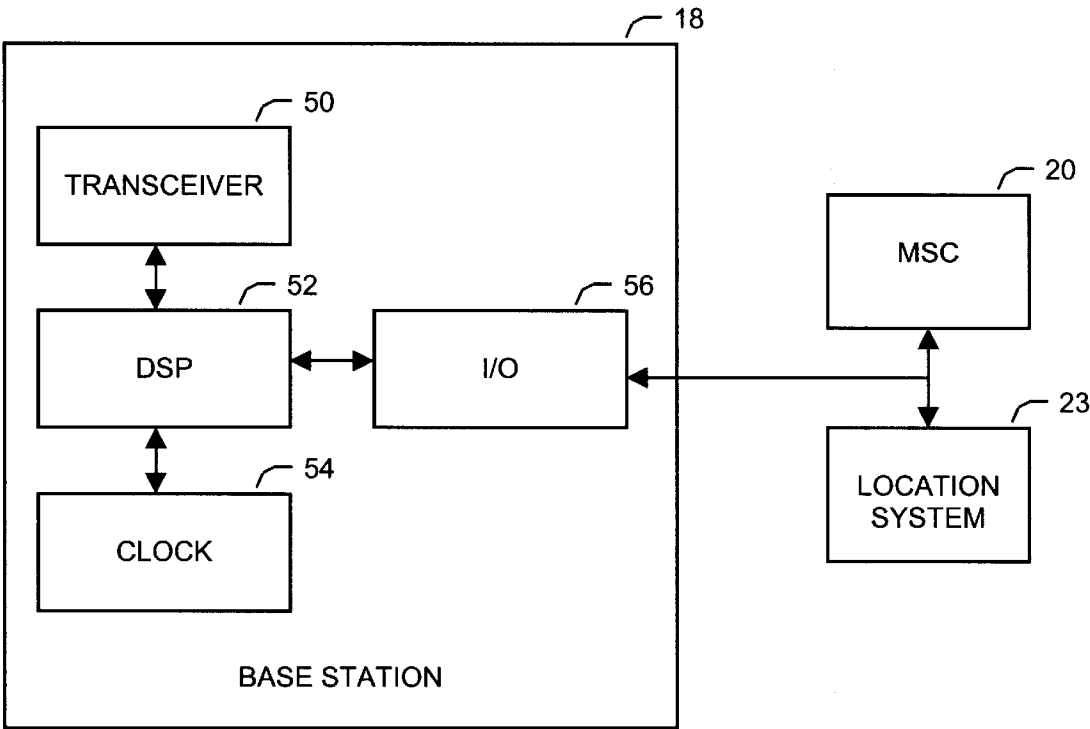 18
50
TRANSCEIVER
20
MSC
52
DSP
56
I/O
23
LOCATION
SYSTEM
54
CLOCK
BASE STATION